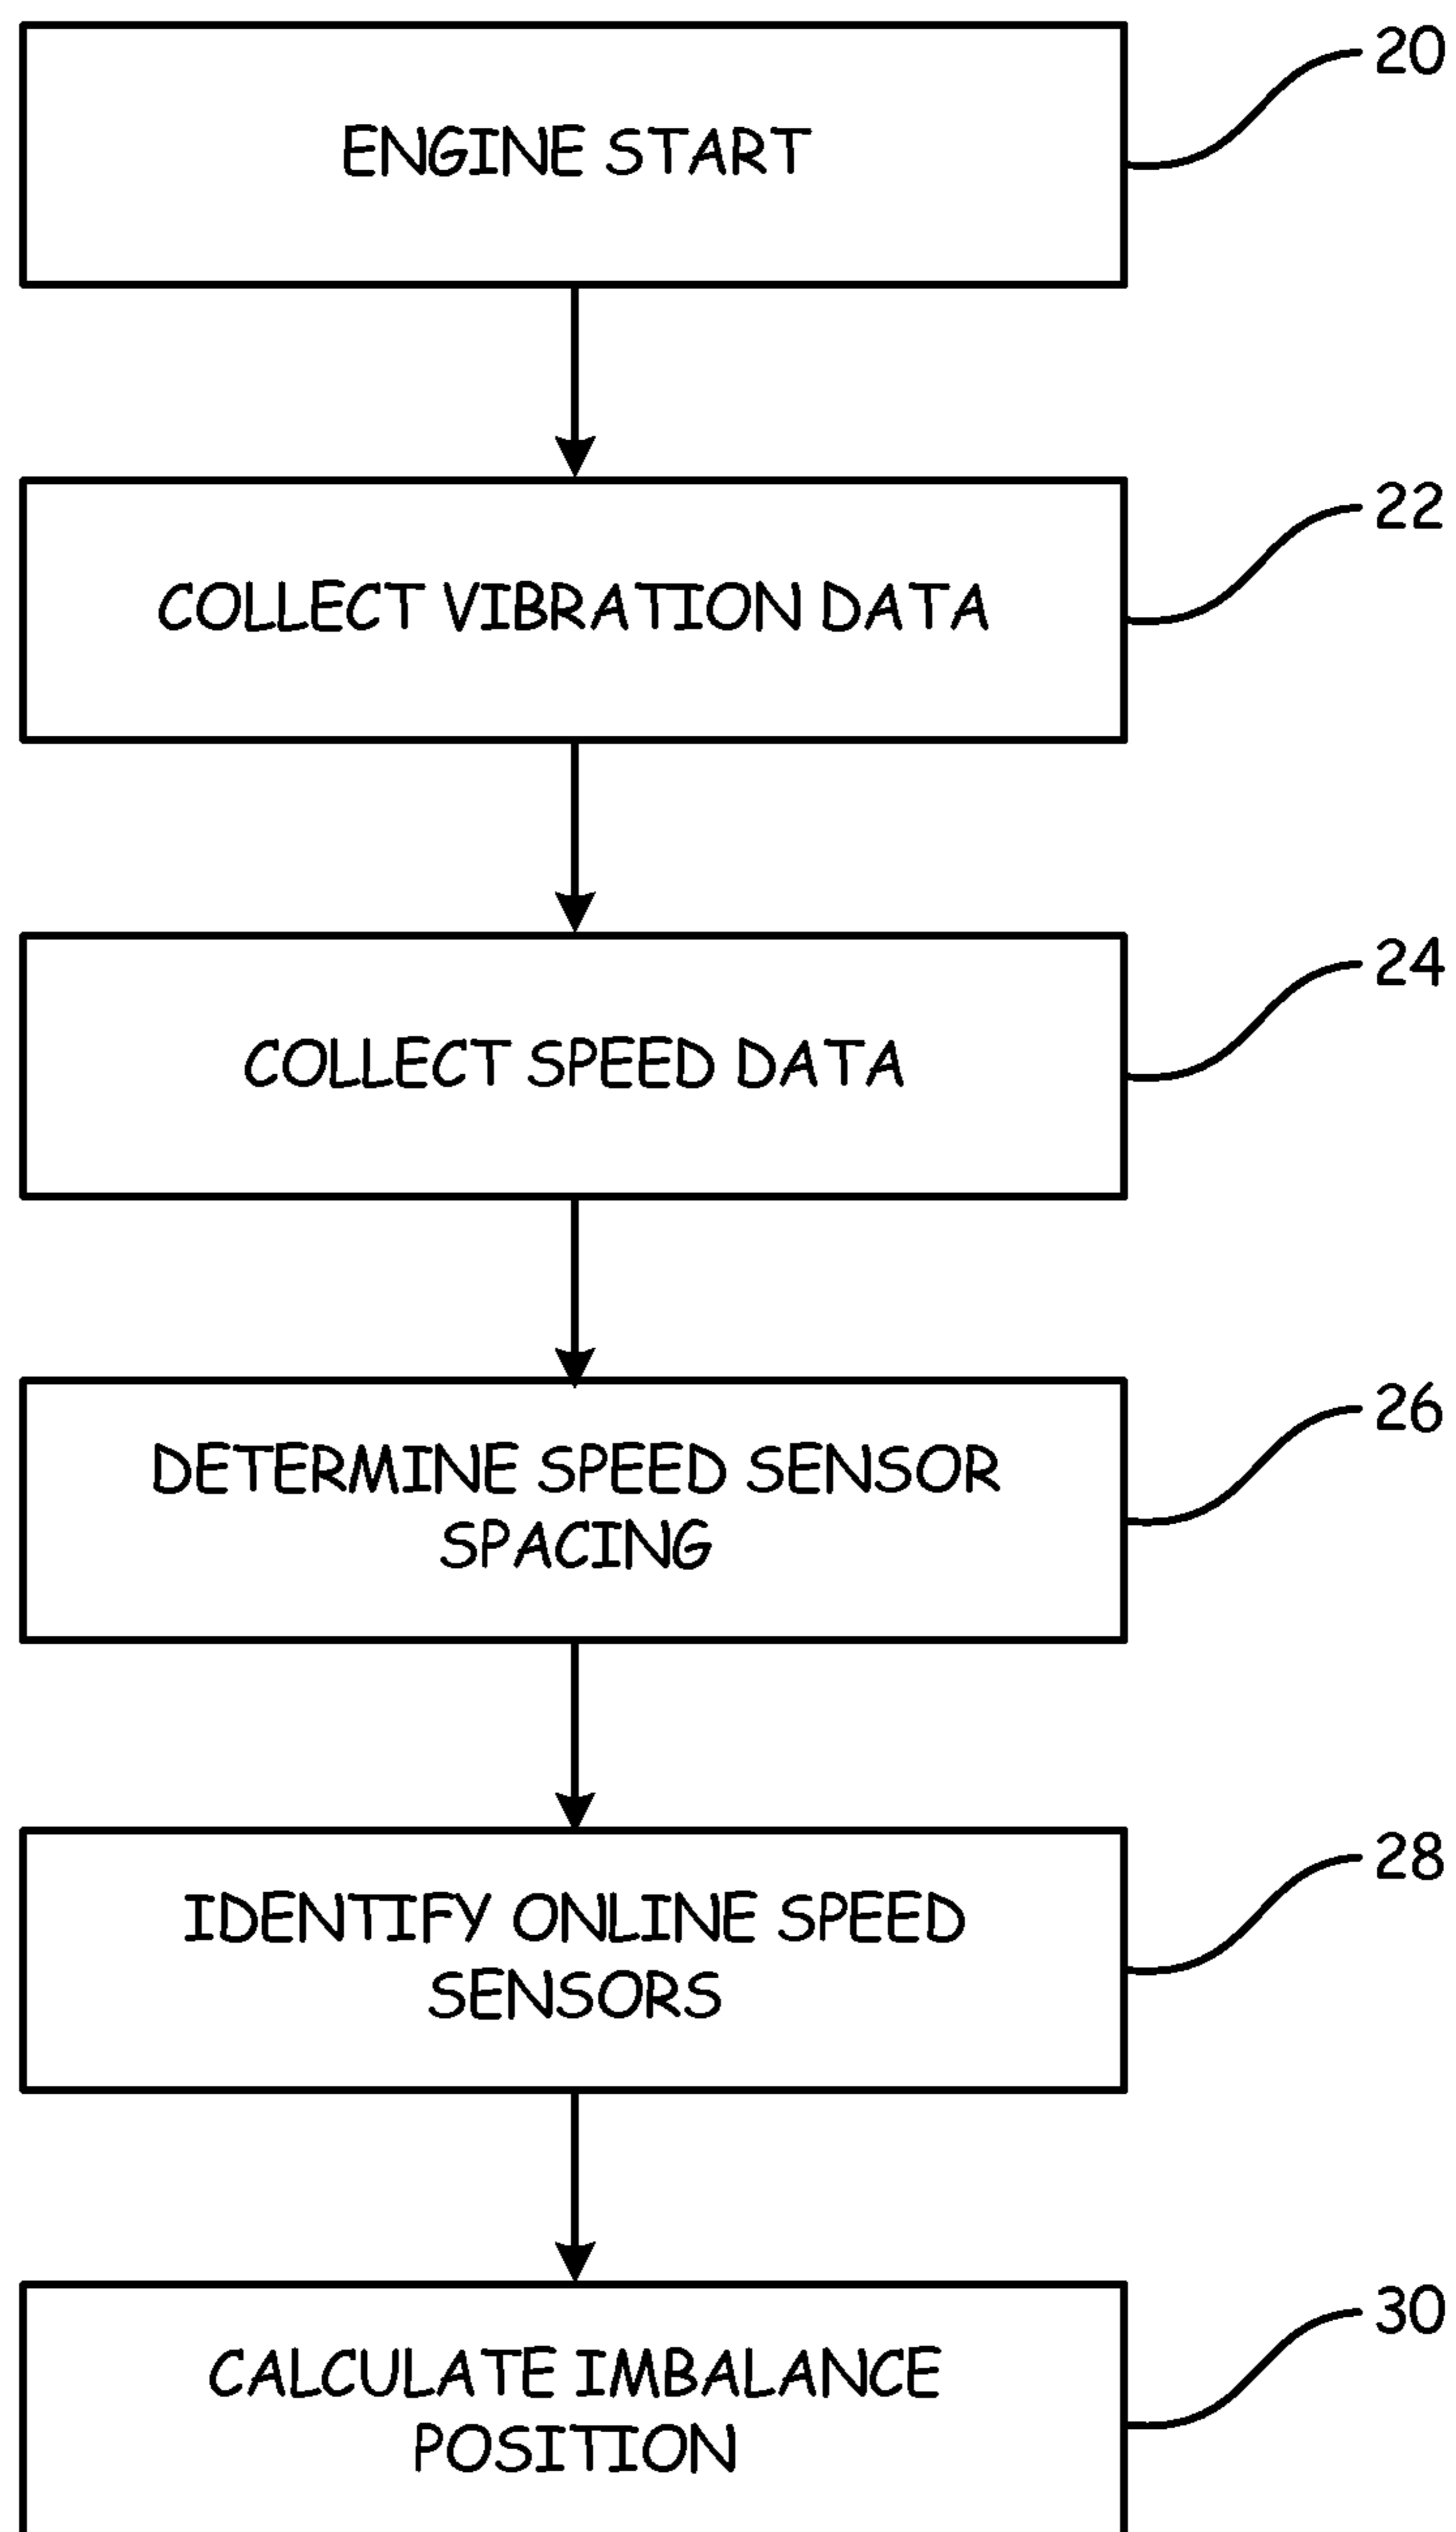 ENGINE START
20
COLLECT VIBRATION DATA
22
COLLECT SPEED DATA
24
DETERMINE SPEED SENSOR
SPACING
26
IDENTIFY ONLINE SPEED
SENSORS
28
CALCULATE IMBALANCE
POSITION
30